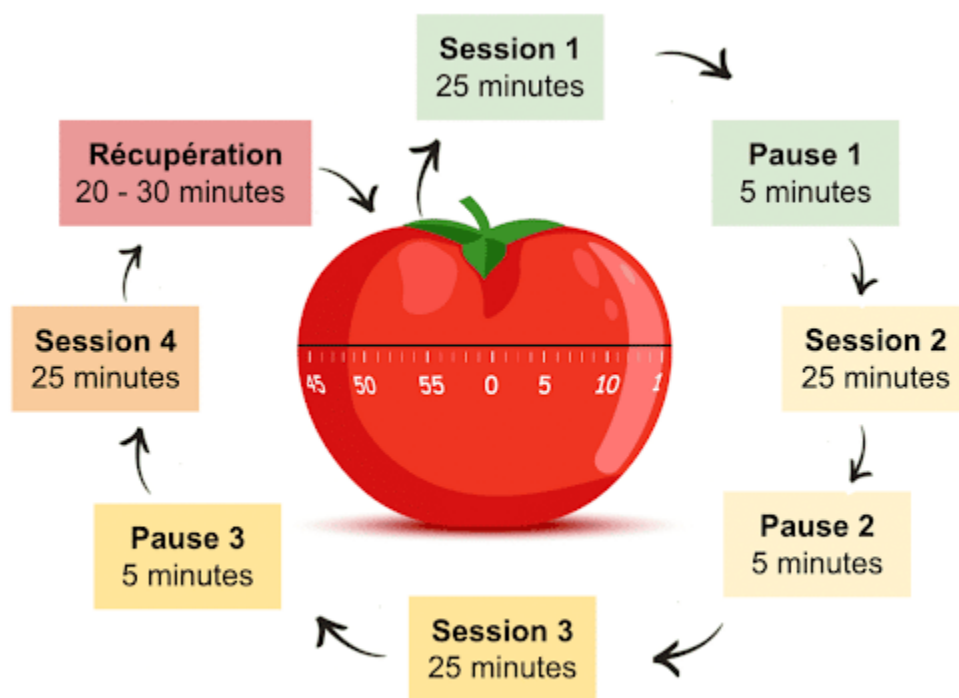 Session 1
25 minutes
Pause 1
5 minutes
Session 2
25 minutes
Pause 2
5 minutes
Session 3
25 minutes
Pause 3
5 minutes
Session 4
25 minutes
Récupération
20 - 30 minutes
45 50 55 0 5 10 1